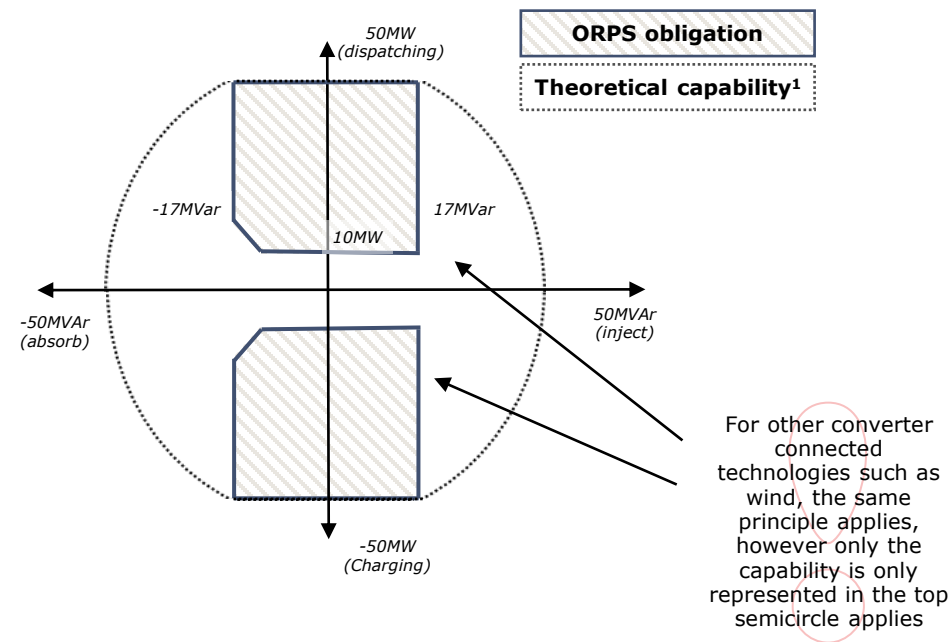 50MW
(dispatching)
ORPS obligation
Theoretical capability¹
-17MVar
17MVar
10MW
-50MVAr
(absorb)
50MVAr
(inject)
-50MW
(Charging)
For other converter
connected
technologies such as
wind, the same
principle applies,
however only the
capability is only
represented in the top
semicircle applies